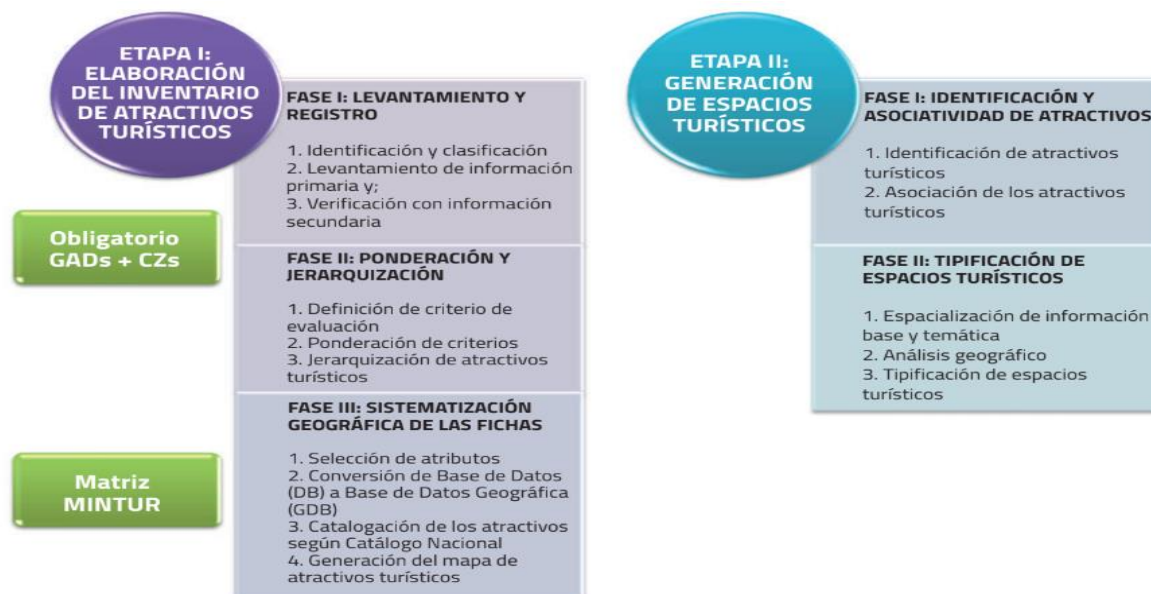 ETAPA I:
ELABORACIÓN
DEL INVENTARIO
DE ATRACTIVOS
TURÍSTICOS
FASE I: LEVANTAMIENTO Y
REGISTRO
1. Identificación y clasificación
2. Levantamiento de información
primaria y;
3. Verificación con información
secundaria
Obligatorio
GADs + CZs
FASE II: PONDERACIÓN Y
JERARQUIZACIÓN
1. Definición de criterio de
evaluación
2. Ponderación de criterios
3. Jerarquización de atractivos
turísticos
FASE III: SISTEMATIZACIÓN
GEOGRÁFICA DE LAS FICHAS
1. Selección de atributos
2. Conversión de Base de Datos
(DB) a Base de Datos Geográfica
(GDB)
3. Catalogación de los atractivos
según Catálogo Nacional
4. Generación del mapa de
atractivos turísticos
Matriz
MINTUR
ETAPA II:
GENERACIÓN
DE ESPACIOS
TURÍSTICOS
FASE I: IDENTIFICACIÓN Y
ASOCIATIVIDAD DE ATRACTIVOS
1. Identificación de atractivos
turísticos
2. Asociación de los atractivos
turísticos
FASE II: TIPIFICACIÓN DE
ESPACIOS TURÍSTICOS
1. Espacialización de información
base y temática
2. Análisis geográfico
3. Tipificación de espacios
turísticos